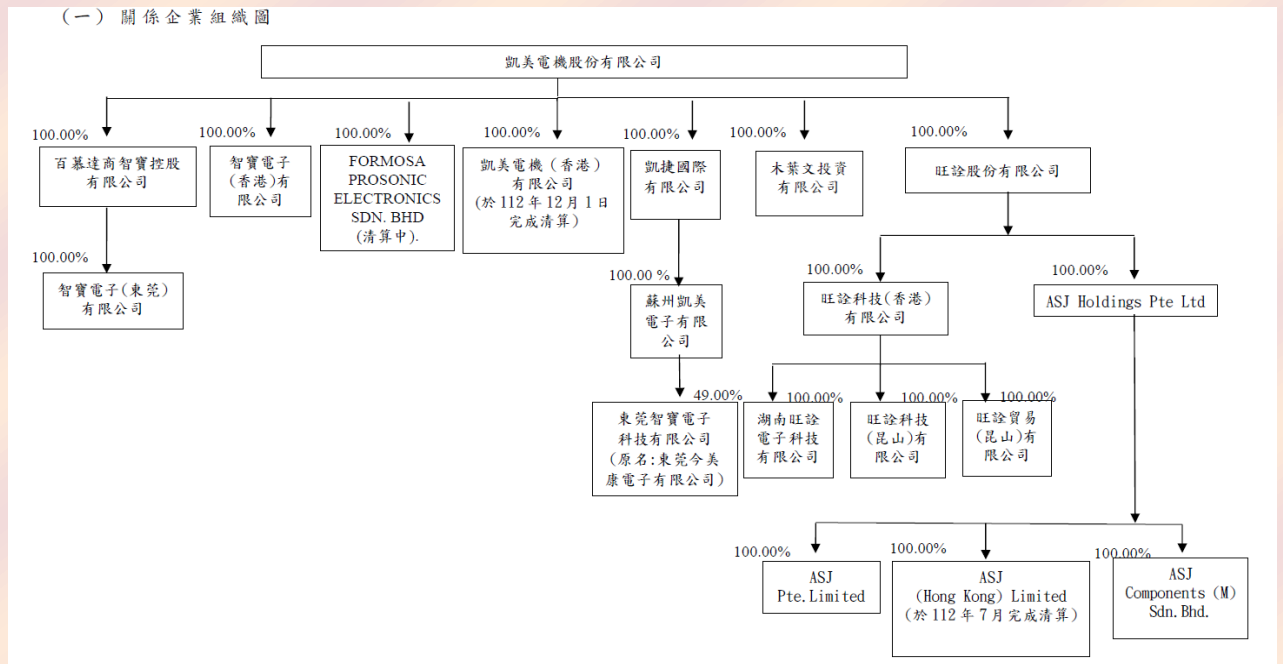 (一) 關係企業組織圖
凱美電機股份有限公司
100.00%
百慕達商智寶控股
有限公司
100.00%
智寶電子
(香港)有
限公司
100.00%
FORMOSA
PROSONIC
ELECTRONICS
SDN. BHD
(清算中).
100.00%
凱美電機(香港)
有限公司
(於 112 年 12 月 1 日
完成清算)
100.00%
凱捷國際
有限公司
100.00%
木葉文投資
有限公司
100.00%
旺詮股份有限公司
100.00%
智寶電子(東莞)
有限公司
100.00 %
蘇州凱美
電子有限
公司
100.00%
旺詮科技(香港)
有限公司
100.00%
ASJ Holdings Pte Ltd
49.00%
東莞智寶電子
科技有限公司
(原名:東莞今美
康電子有限公司)
100.00%
湖南旺詮
電子科技
有限公司
100.00%
旺詮科技
(昆山)有
限公司
100.00%
旺詮貿易
(昆山)有
限公司
100.00%
ASJ
Pte.Limited
100.00%
ASJ
(Hong Kong) Limited
(於 112 年 7 月完成清算)
100.00%
ASJ
Components (M)
Sdn.Bhd.